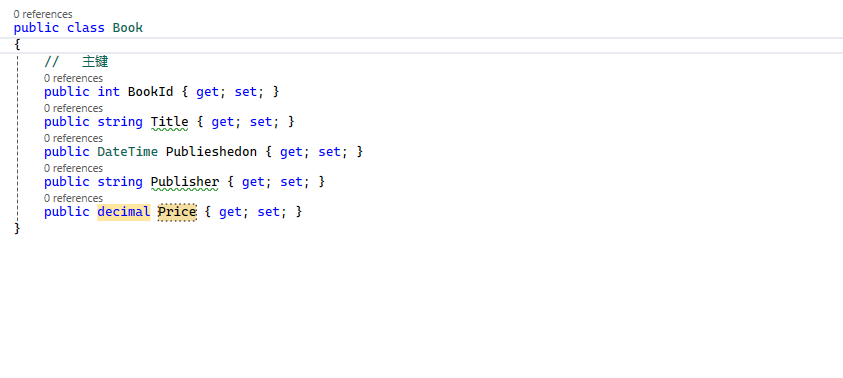 0 references
public class Book
{
//   主键
0 references
public int BookId { get; set; }
0 references
public string Title { get; set; }
0 references
public DateTime Publieshedon { get; set; }
0 references
public string Publisher { get; set; }
0 references
public decimal Price { get; set; }
}